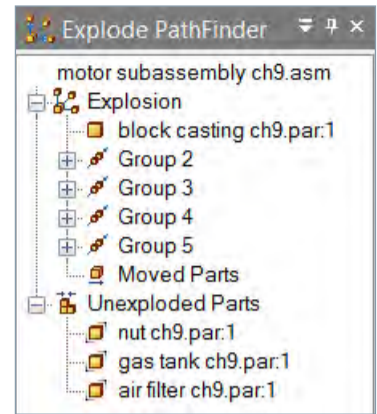 Explode PathFinder
motor subassembly ch9.asm
Explosion
block casting ch9.par:1
Group 2
Group 3
Group 4
Group 5
Moved Parts
Unexploded Parts
nut ch9.par:1
gas tank ch9.par:1
air filter ch9.par:1